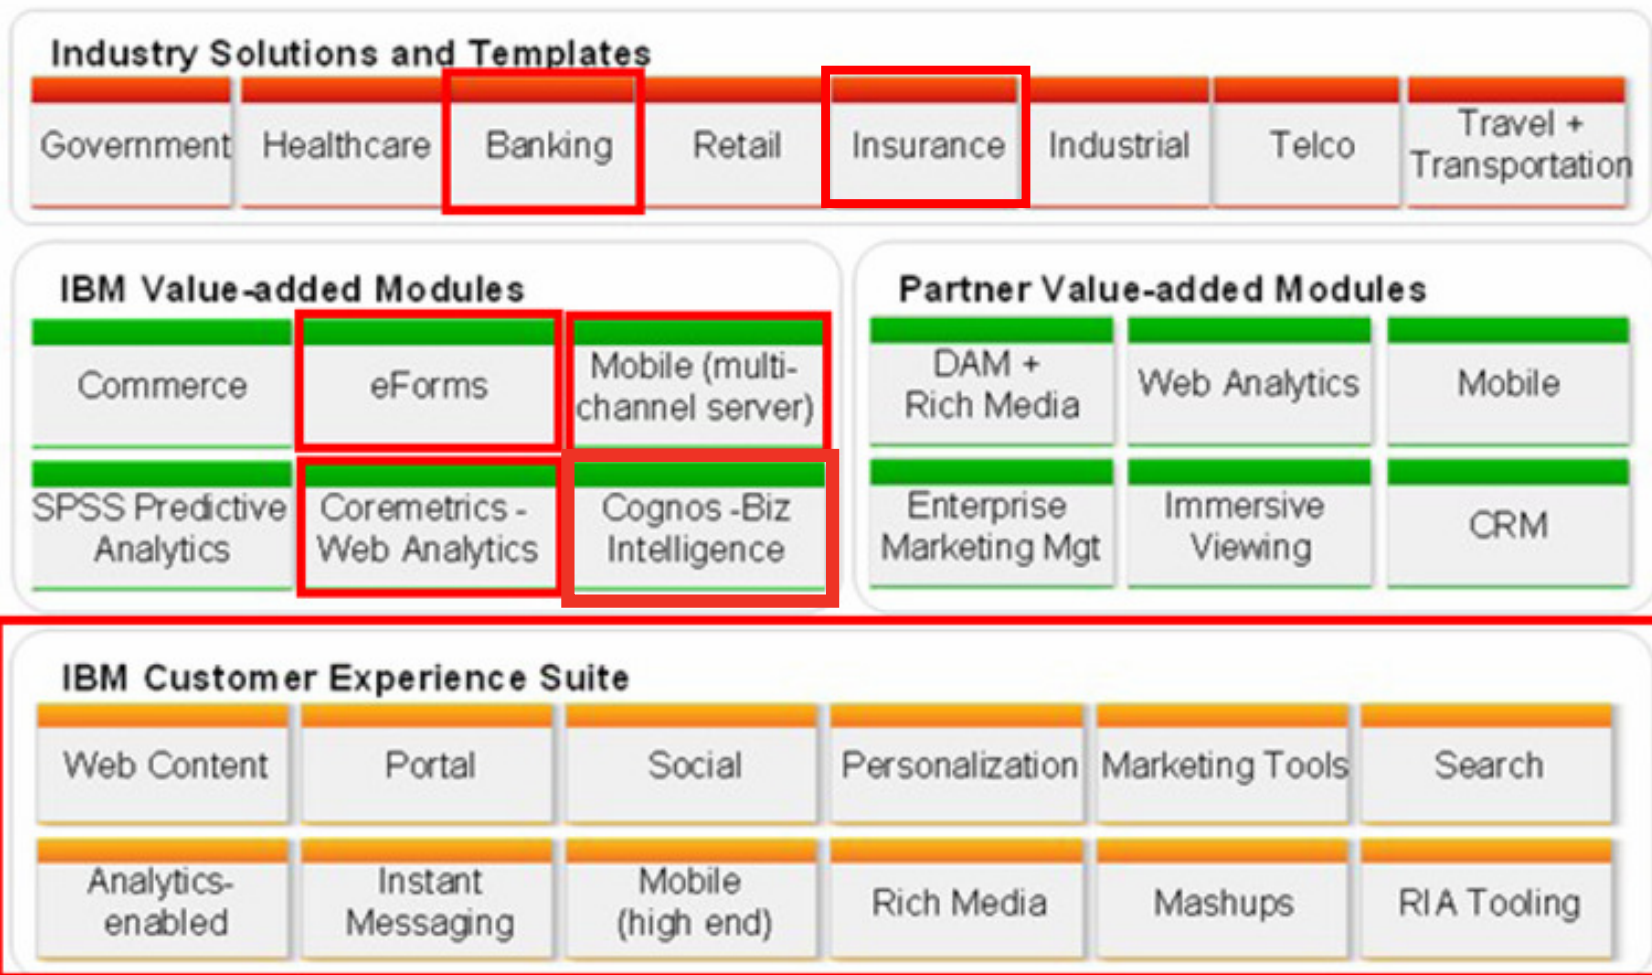 Industry Solutions and Templates
Government
Healthcare
Banking
Retail
Insurance
Industrial
Telco
Travel +
Transportation
IBM Value-added Modules
Commerce
eForms
Mobile (multi-
channel server)
SPSS Predictive
Analytics
Coremetrics -
Web Analytics
Cognos -Biz
Intelligence
Partner Value-added Modules
DAM +
Rich Media
Web Analytics
Mobile
Enterprise
Marketing Mgt
Immersive
Viewing
CRM
IBM Customer Experience Suite
Web Content
Portal
Social
Personalization
Marketing Tools
Search
Analytics-
enabled
Instant
Messaging
Mobile
(high end)
Rich Media
Mashups
RIA Tooling